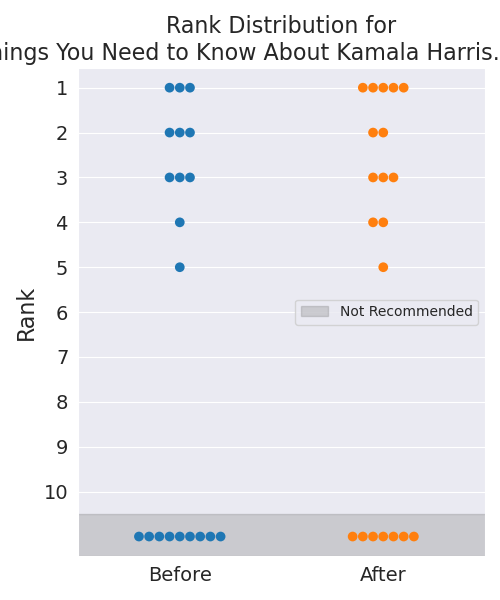 Rank Distribution for
ings You Need to Know About Kamala Harris.
1
2
3
4
5
6
7
8
9
10
Rank
Not Recommended
Before
After